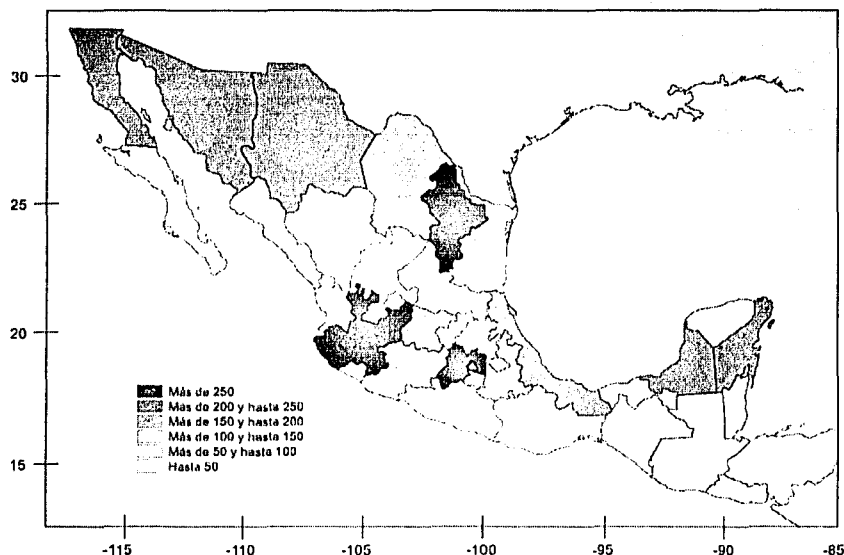 30
25
20
15
Más de 250
Mas de 200 y hasta 250
Más de 150 y hasta 200
Más de 100 y hasta 150
Más de 50 y hasta 100
Hasta 50
-115
-110
-105
-100
-95
-90
-85